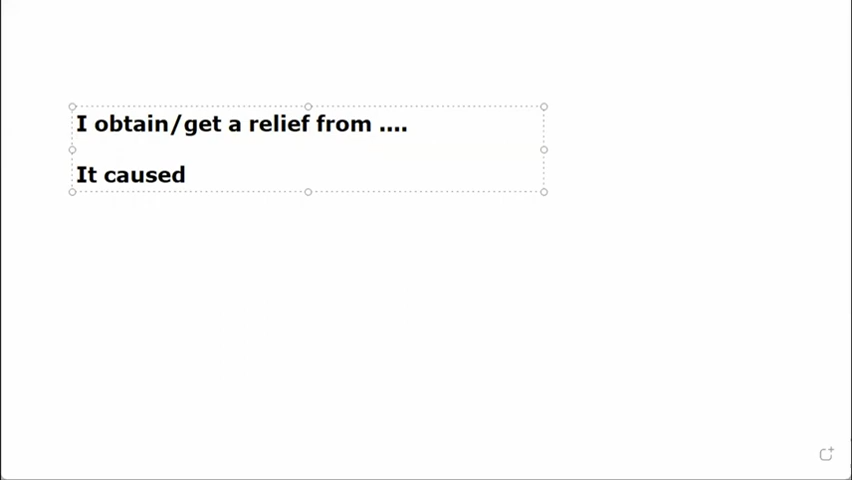 I obtain/get a relief from ....
It caused